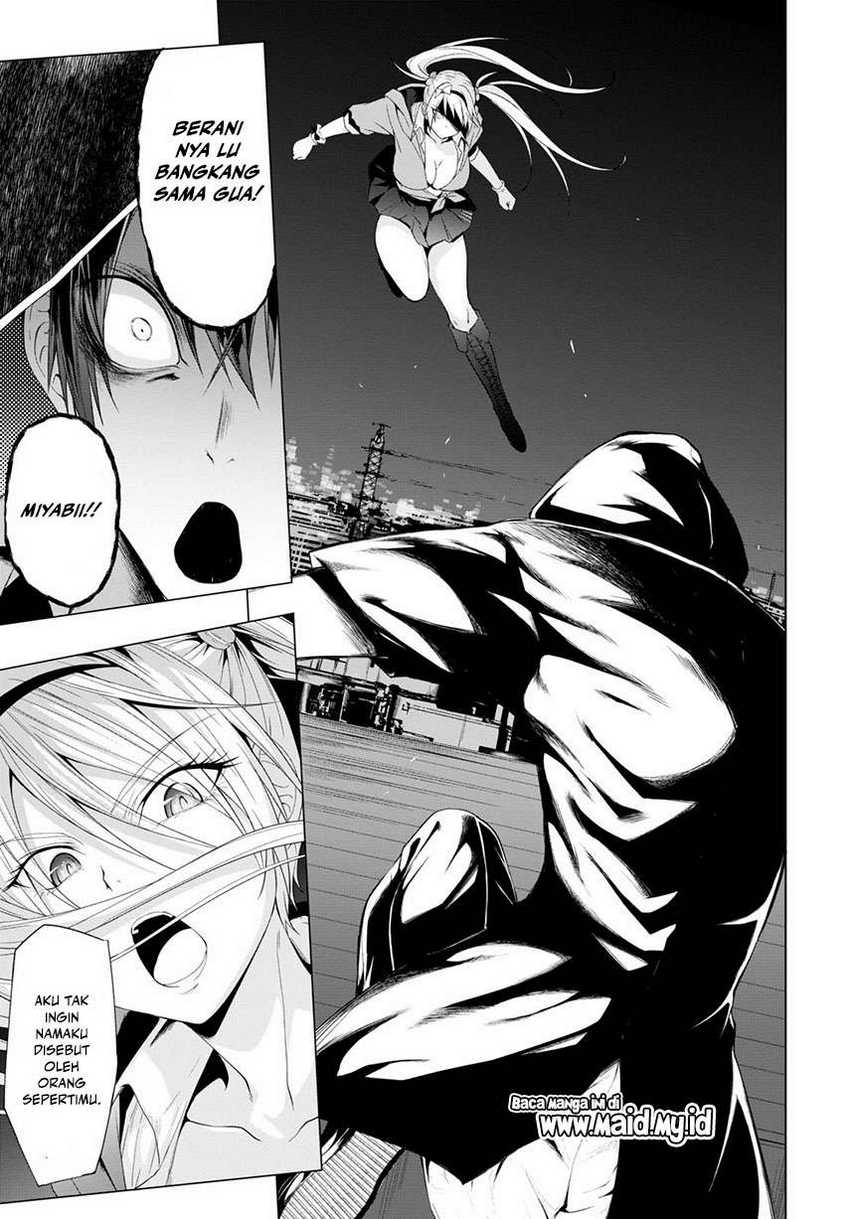 BERANI
NYA LU
BANGKANG
SAMA GUA!
MIYABII!!
AKU TAK
INGIN
NAMAKU
DISEBUT
OLEH
ORANG
SEPERTIMU.
Baca Manga ini di
www.Maid.My.id